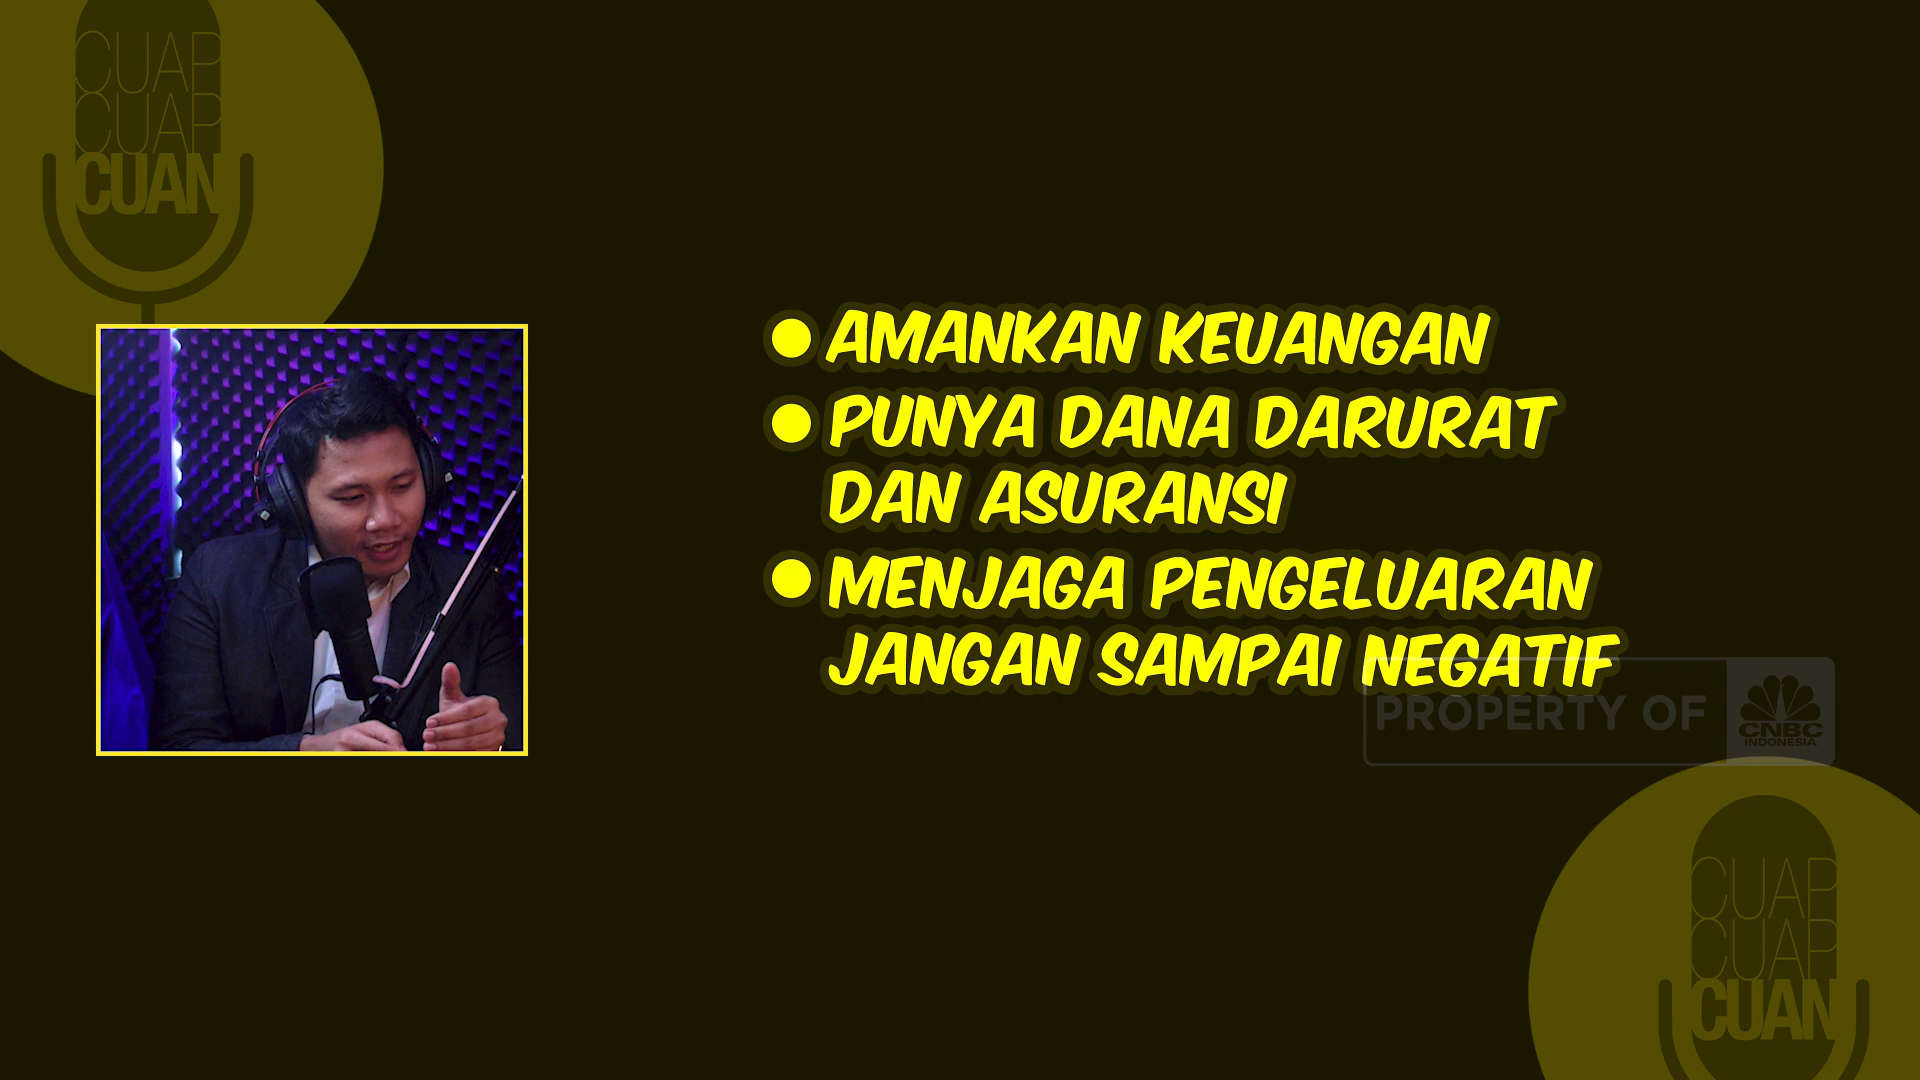 CUAP
CUAP
CUAN
● AMANKAN KEUANGAN
● PUNYA DANA DARURAT
DAN ASURANSI
● MENJAGA PENGELUARAN
JANGAN SAMPAI NEGATIF
PROPERTY OF
CNBC
INDONESIA
CUAP
CUAP
CUAN